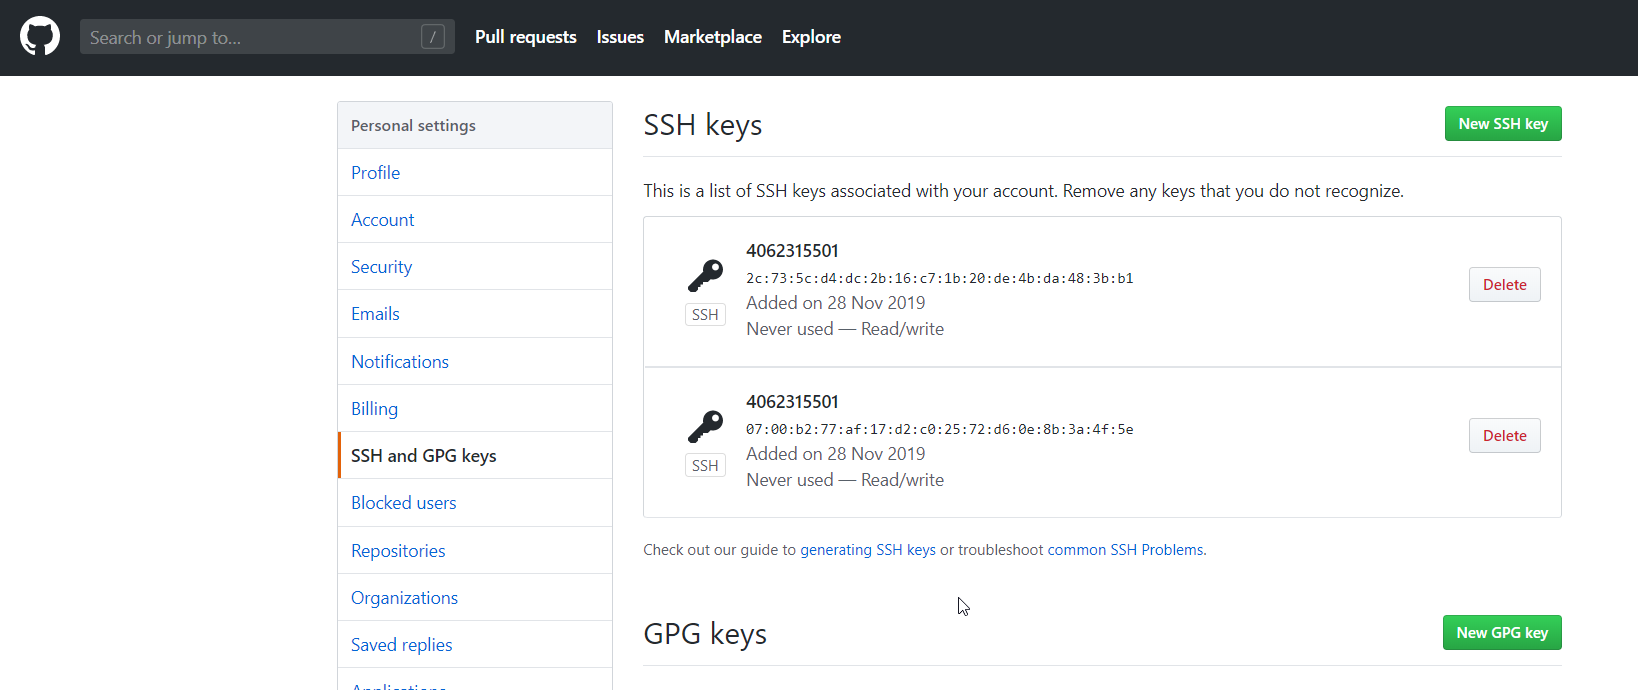 Search or jump to...
/
Pull requests
Issues
Marketplace
Explore
Personal settings
Profile
Account
Security
Emails
Notifications
Billing
SSH and GPG keys
Blocked users
Repositories
Organizations
Saved replies
Applications
SSH keys
New SSH key
This is a list of SSH keys associated with your account. Remove any keys that you do not recognize.
4062315501
2c:73:5c:d4:dc:2b:16:c7:1b:20:de:4b:da:48:3b:b1
Added on 28 Nov 2019
Never used — Read/write
SSH
Delete
4062315501
07:00:b2:77:af:17:d2:c0:25:72:d6:0e:8b:3a:4f:5e
Added on 28 Nov 2019
Never used — Read/write
SSH
Delete
Check out our guide to generating SSH keys or troubleshoot common SSH Problems.
GPG keys
New GPG key